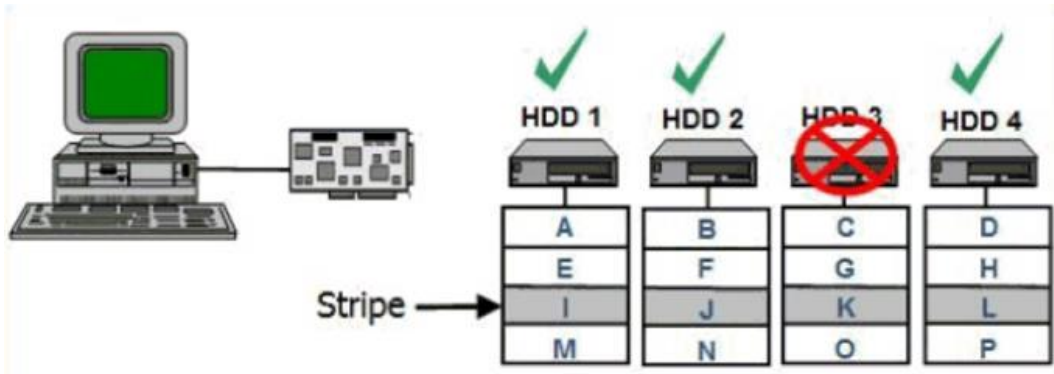 HDD 1 HDD 2 HDD 3 HDD 4
A B C D
E F G H
Stripe I J K L
M N O P